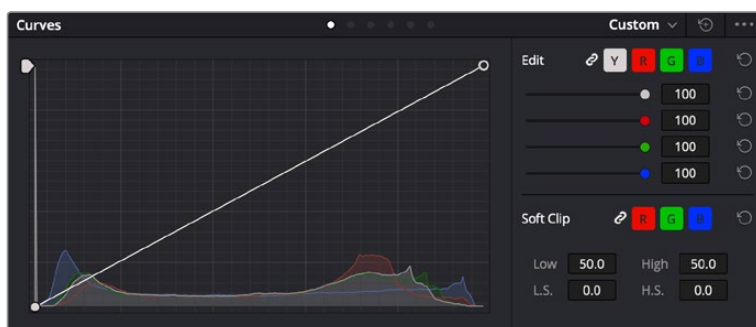 Curves
Custom
Edit Y R G B
100
100
100
100
Soft Clip R G B
Low 50.0 High 50.0
L.S. 0.0 H.S. 0.0